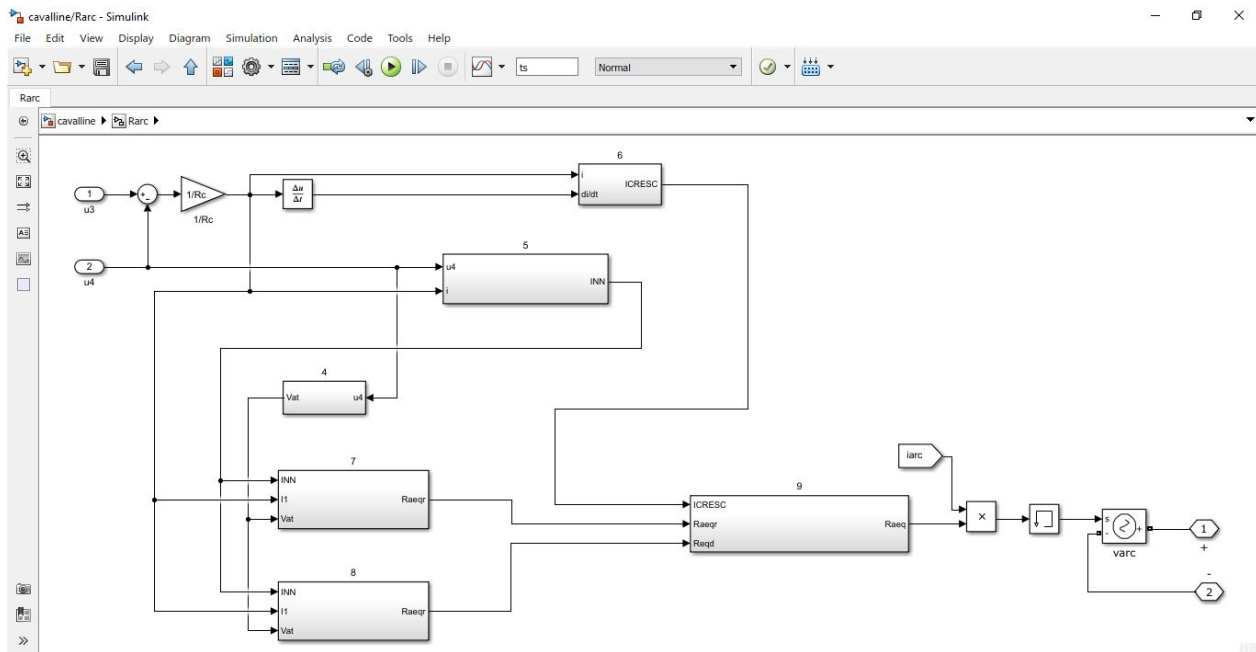 cavalline/Rarc - Simulink
File Edit View Display Diagram Simulation Analysis Code Tools Help
ts
Normal
Rarc
cavalline Rarc
1
u3
+
-
1/Rc
1/Rc
Δu
Δt
6
i
di/dt
ICRESC
2
u4
5
u4
i
INN
4
Vat
u4
7
INN
I1
Vat
Raeqr
8
INN
I1
Vat
Raeqr
iarc
9
ICRESC
Raeqr
Reqd
Raeq
×
s
-
+
varc
1
+
-
2